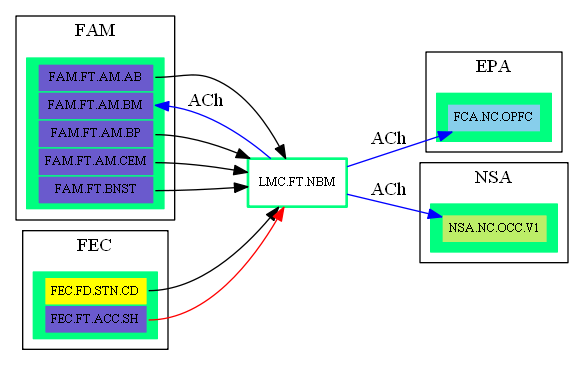 FAM
FAM.FT.AM.AB
FAM.FT.AM.BM
FAM.FT.AM.BP
FAM.FT.AM.CEM
FAM.FT.BNST
FEC
FEC.FD.STN.CD
FEC.FT.ACC.SH
ACh
LMC.FT.NBM
ACh
ACh
EPA
FCA.NC.OPFC
NSA
NSA.NC.OCC.V1